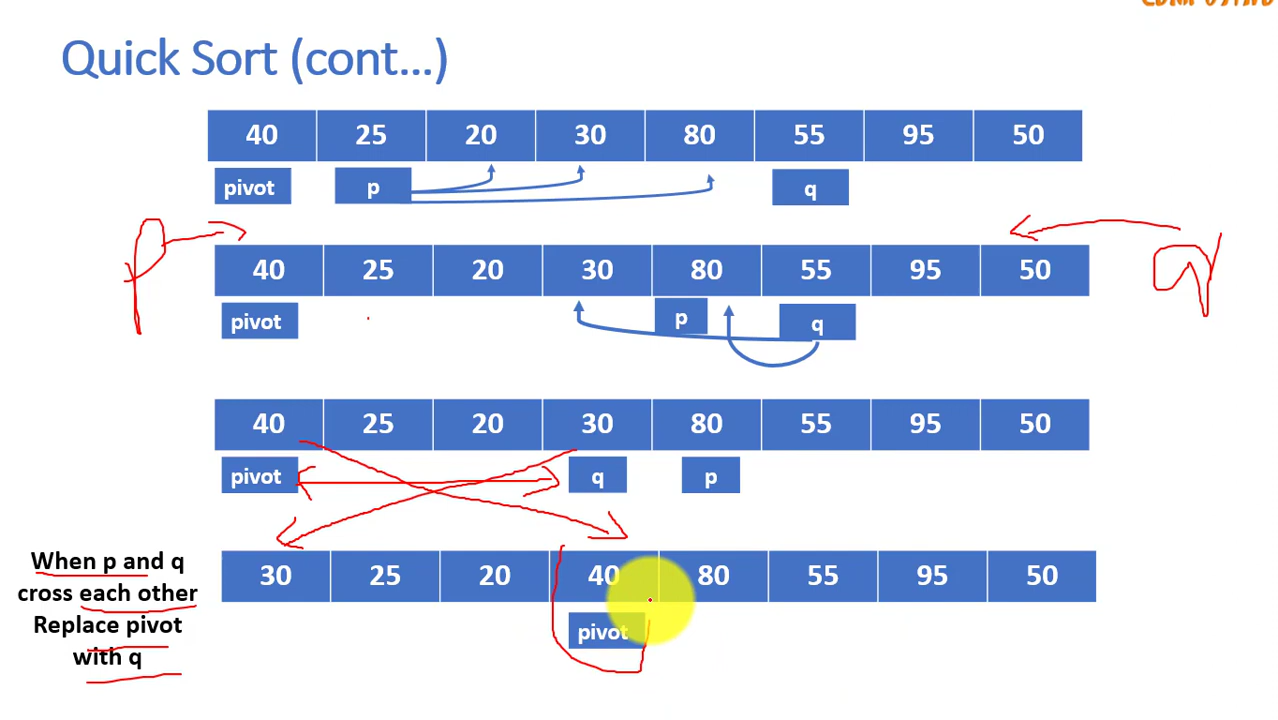 Quick Sort (cont...)
40 25 20 30 80 55 95 50
pivot p q
p q
40 25 20 30 80 55 95 50
pivot p q
40 25 20 30 80 55 95 50
pivot q p
30 25 20 40 80 55 95 50
pivot
When p and q
cross each other
Replace pivot
with q